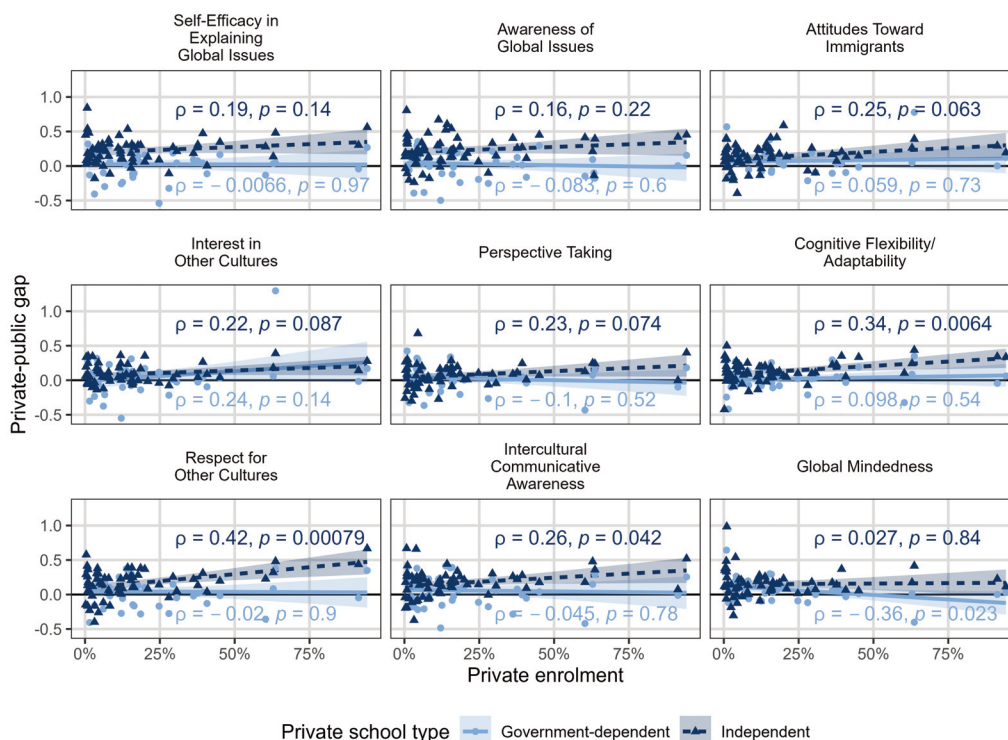 Self-Efficacy in
Explaining
Global Issues
Awareness of
Global Issues
Attitudes Toward
Immigrants
1.0
0.5
0.0
-0.5
ρ = 0.19, p = 0.14
ρ = − 0.0066, p = 0.97
ρ = 0.16, p = 0.22
ρ = − 0.083, p = 0.6
ρ = 0.25, p = 0.063
ρ = 0.059, p = 0.73
Interest in
Other Cultures
Perspective Taking
Cognitive Flexibility/
Adaptability
Private-public gap
1.0
0.5
0.0
-0.5
ρ = 0.22, p = 0.087
ρ = 0.24, p = 0.14
ρ = 0.23, p = 0.074
ρ = − 0.1, p = 0.52
ρ = 0.34, p = 0.0064
ρ = 0.098, p = 0.54
Respect for
Other Cultures
Intercultural
Communicative
Awareness
Global Mindedness
1.0
0.5
0.0
-0.5
ρ = 0.42, p = 0.00079
ρ = − 0.02, p = 0.9
ρ = 0.26, p = 0.042
ρ = − 0.045, p = 0.78
ρ = 0.027, p = 0.84
ρ = − 0.36, p = 0.023
0% 25% 50% 75%
0% 25% 50% 75%
0% 25% 50% 75%
Private enrolment
Private school type Government-dependent Independent